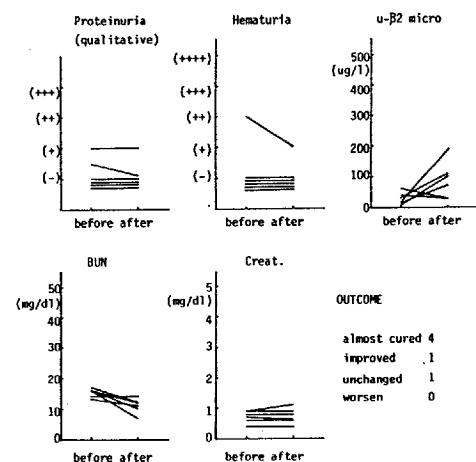 Proteinuria
(qualitative)
(+++)
(++)
(+)
(-)
before after
Hematuria
(++++)
(+++)
(++)
(+)
(-)
before after
u-β2 micro
500
(ug/l)
400
300
200
100
0
before after
BUN
50
(mg/dl)
40
30
20
10
0
before after
Creat.
5
(mg/dl)
4
3
2
1
0
before after
OUTCOME
almost cured 4
improved 1
unchanged 1
worsen 0